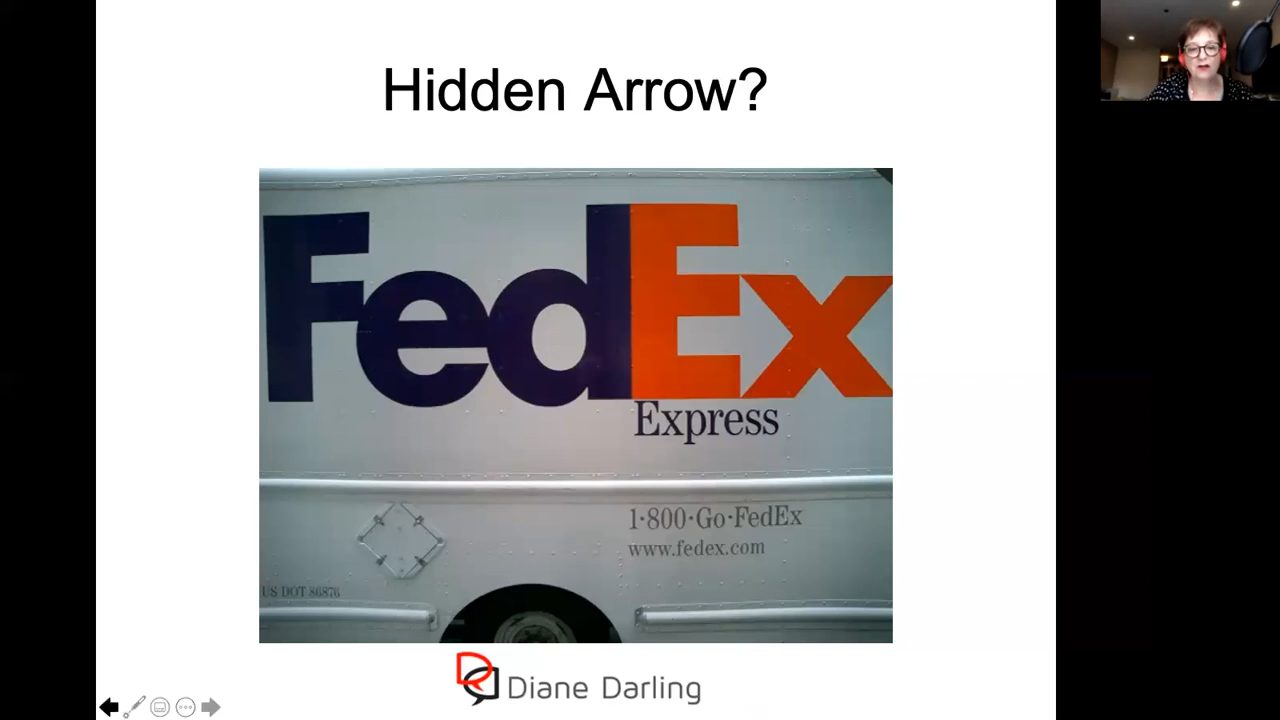 Hidden Arrow?
FedEx
Express
1·800·Go·FedEx
www.fedex.com
US DOT 86876
Diane Darling